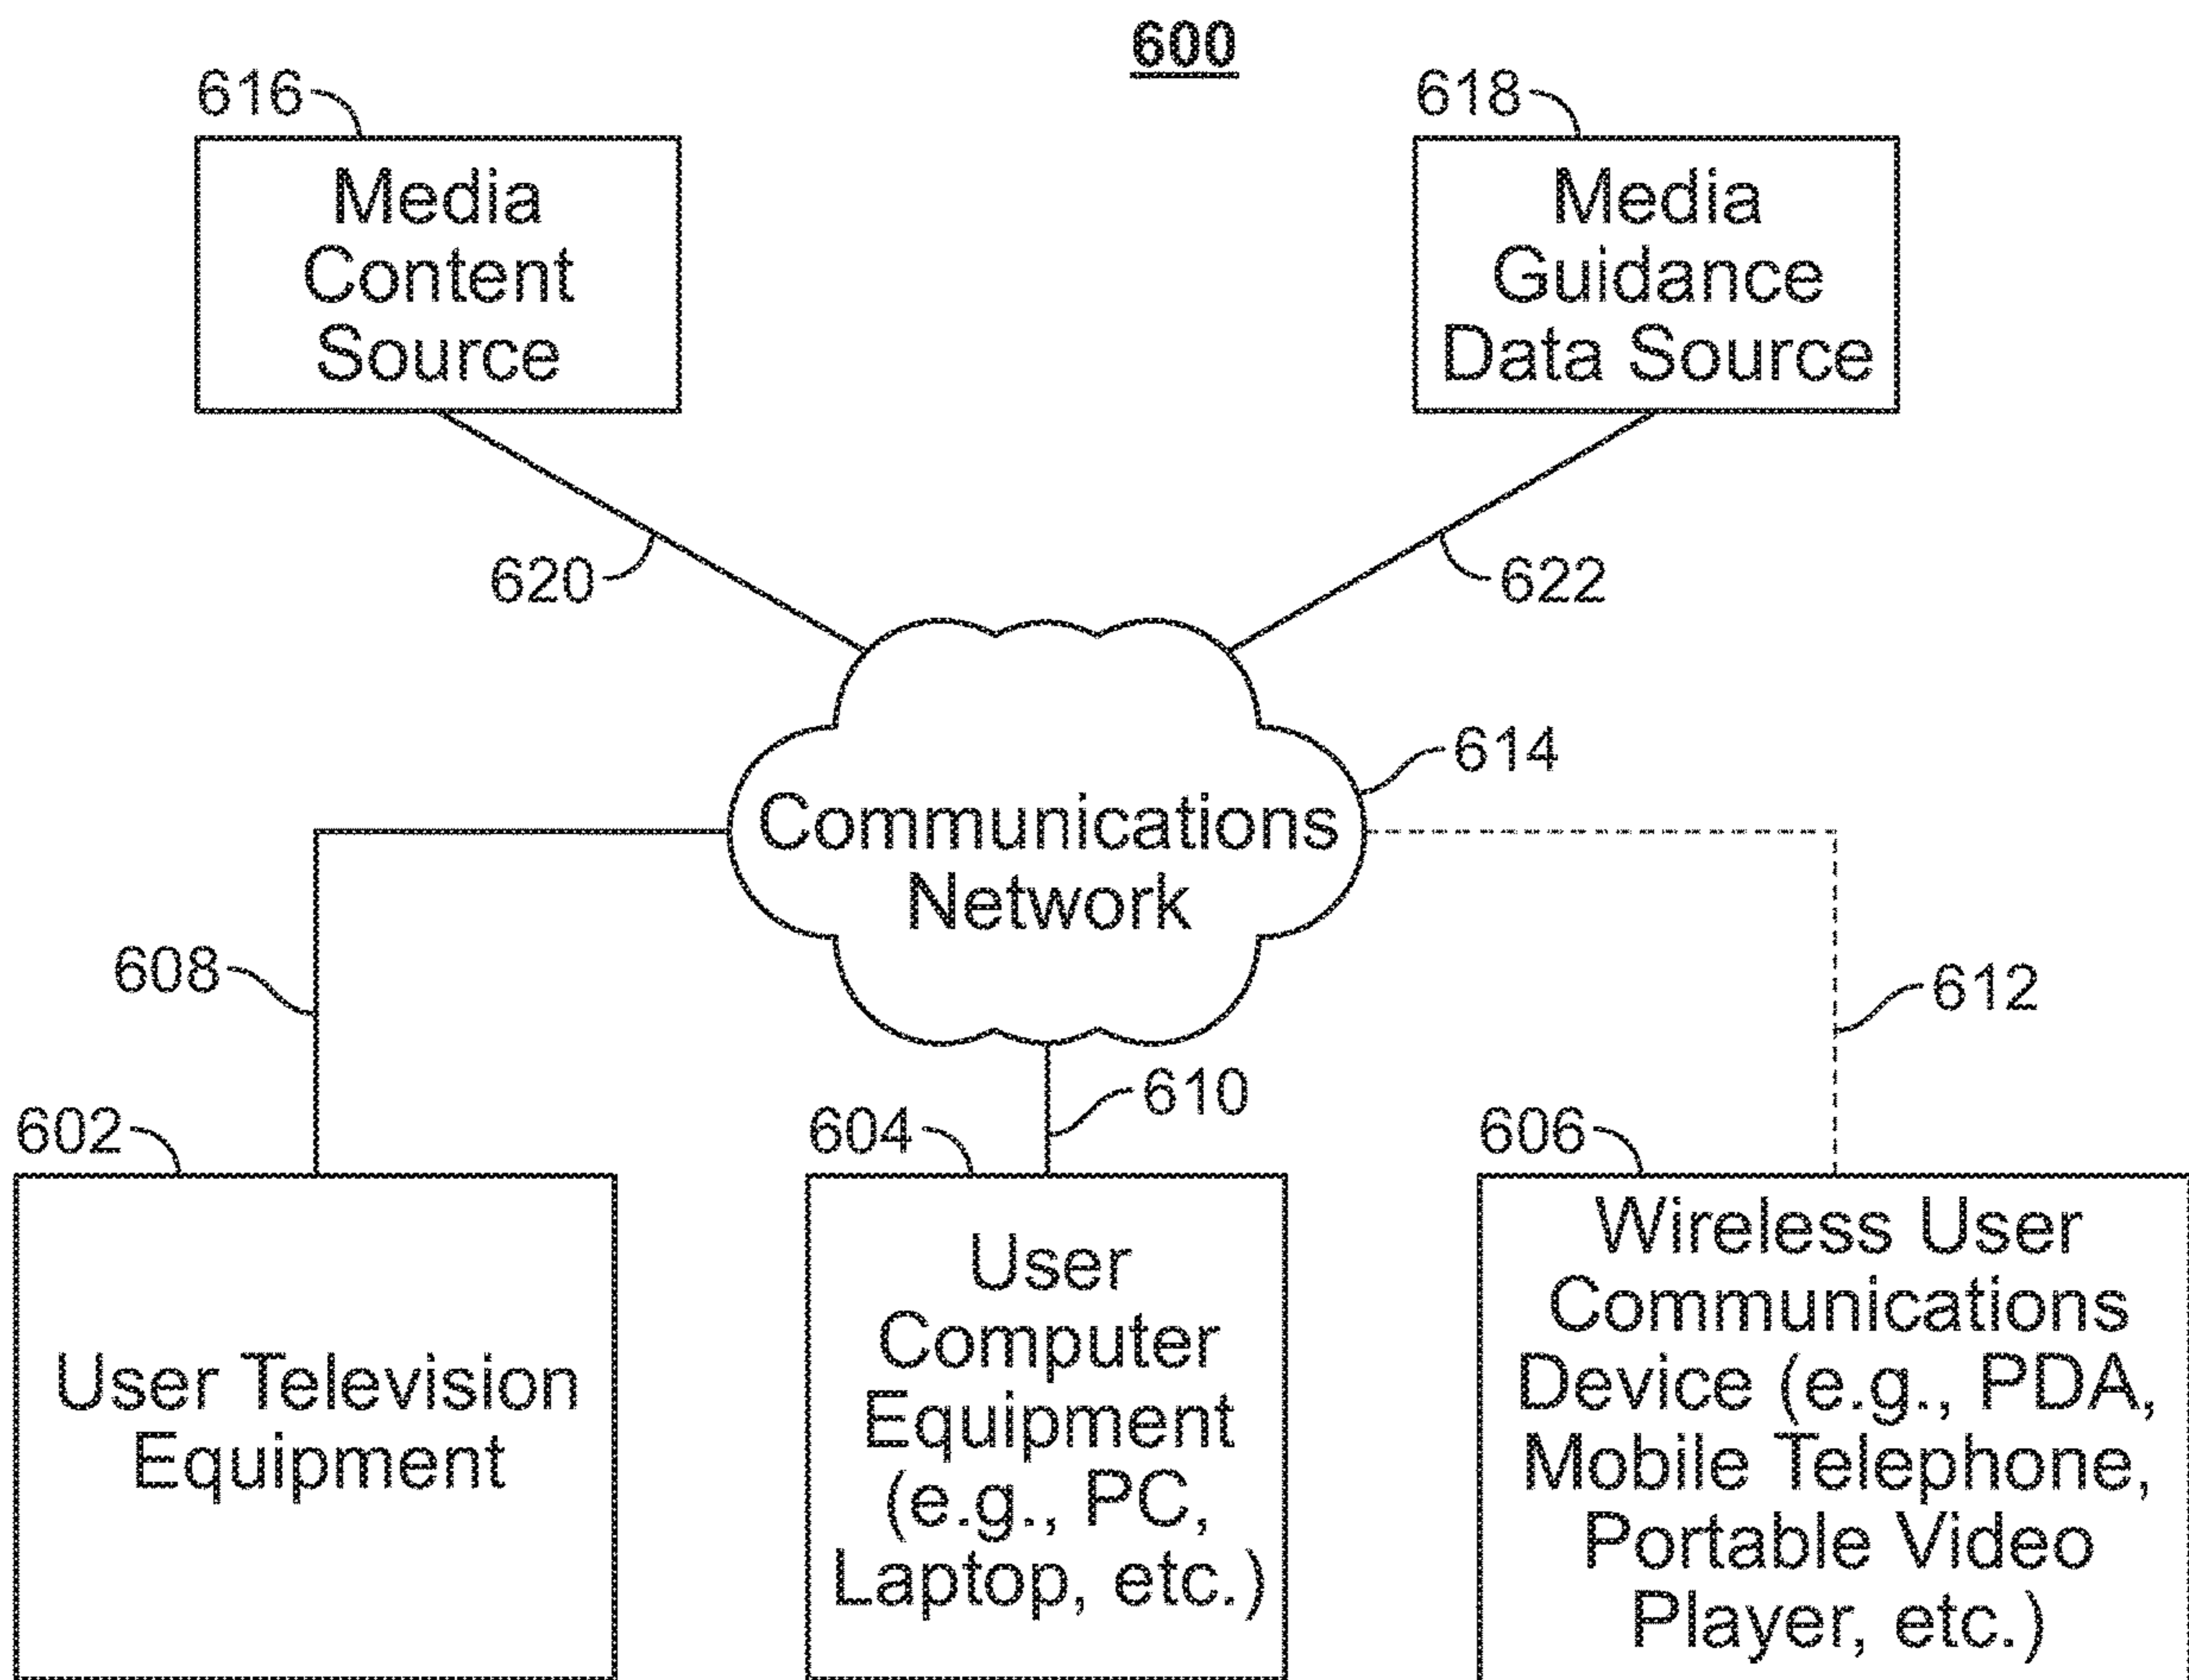 600
616
618
Media
Content
Source
Media
Guidance
Data Source
620
622
614
Communications
Network
608
612
610
602
604
606
User Television
Equipment
User
Computer
Equipment
(e.g., PC,
Laptop, etc.)
Wireless User
Communications
Device (e.g., PDA,
Mobile Telephone,
Portable Video
Player, etc.)